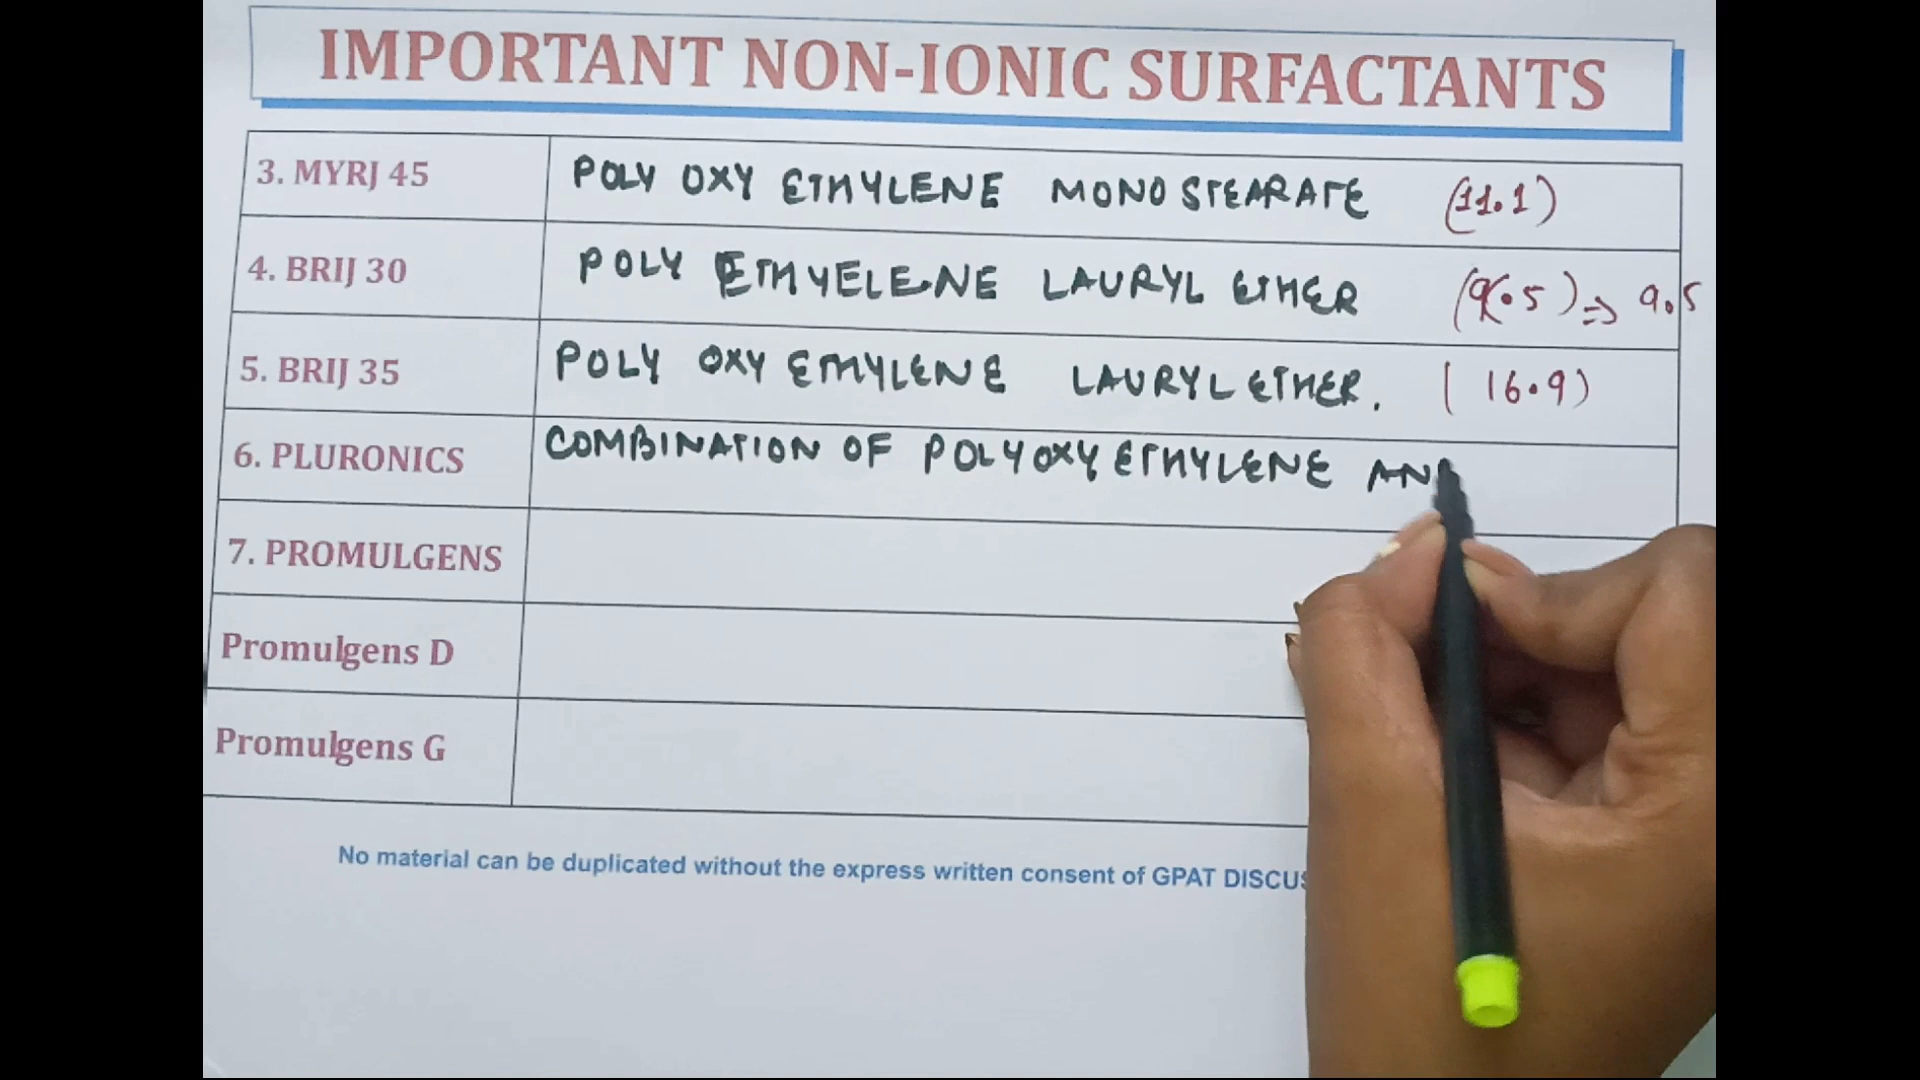 IMPORTANT NON-IONIC SURFACTANTS
3. MYRJ 45 POLY OXY ETHYLENE MONO STEARATE (11.1)
4. BRIJ 30 POLY ETHYELENE LAURYL ETHER (9.5) => 9.5
5. BRIJ 35 POLY OXY ETHYLENE LAURYL ETHER. ( 16.9)
6. PLURONICS COMBINATION OF POLYOXY ETHYLENE AN
7. PROMULGENS
Promulgens D
Promulgens G
No material can be duplicated without the express written consent of GPAT DISCUS